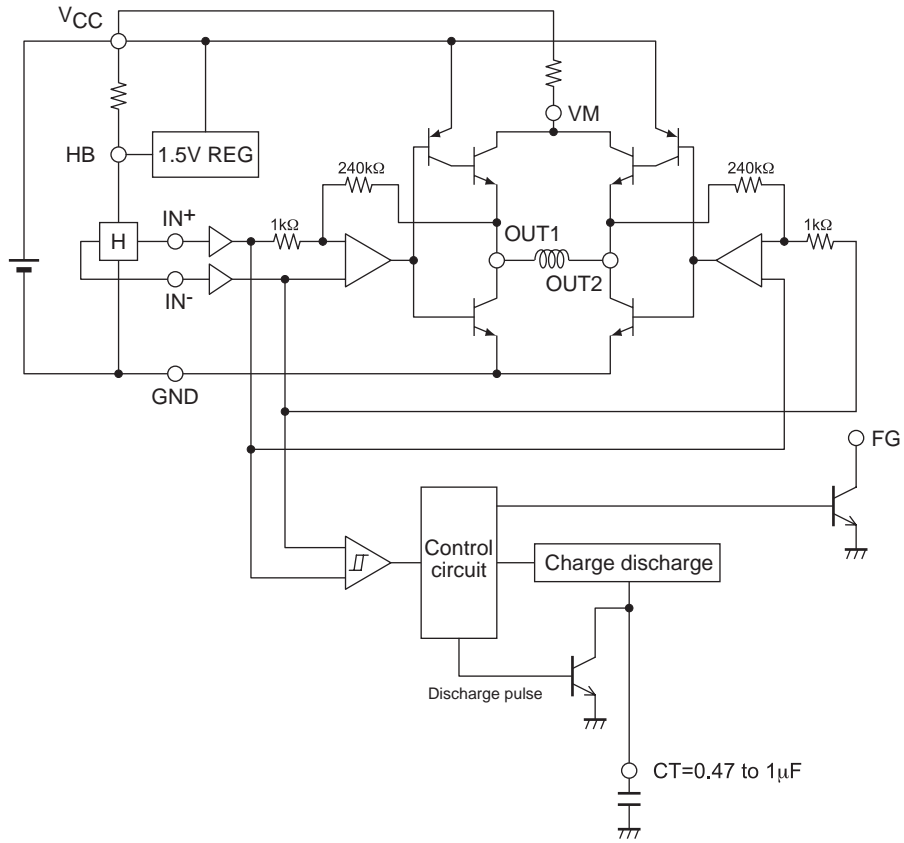 VCC
VM
HB
1.5V REG
240kΩ
240kΩ
IN+
1kΩ
1kΩ
H
OUT1
OUT2
IN-
GND
FG
Control
circuit
Charge discharge
Discharge pulse
CT=0.47 to 1μF